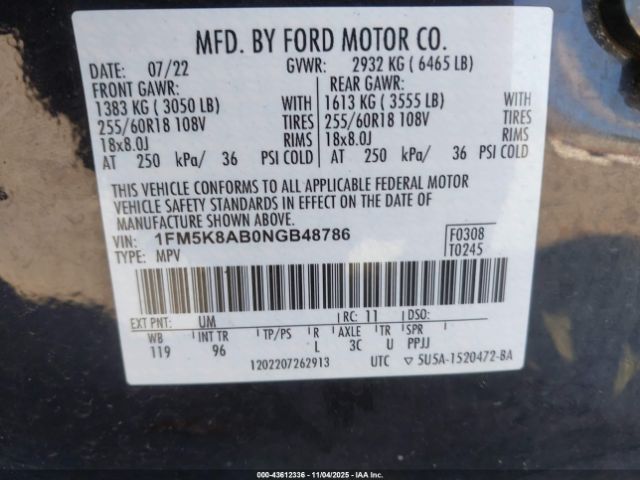 MFD. BY FORD MOTOR CO.
DATE: 07/22 GVWR: 2932 KG ( 6465 LB)
FRONT GAWR: REAR GAWR:
1383 KG ( 3050 LB) WITH 1613 KG ( 3555 LB) WITH
255/60R18 108V TIRES 255/60R18 108V TIRES
18x8.0J RIMS 18x8.0J RIMS
AT 250 kPa/ 36 PSI COLD AT 250 kPa/ 36 PSI COLD
THIS VEHICLE CONFORMS TO ALL APPLICABLE FEDERAL MOTOR
VEHICLE SAFETY STANDARDS IN EFFECT ON THE DATE OF
MANUFACTURE SHOWN ABOVE.
VIN: 1FM5K8AB0NGB48786 F0308
TYPE: MPV T0245
EXT PNT: UM RC: 11 DSO:
WB INT TR TP/PS R AXLE TR SPR
119 96 L 3C U PPJJ
1202207262913 UTC ▽ 5U5A-1520472-BA
000-43612336 - 11/04/2025 - IAAI.COM